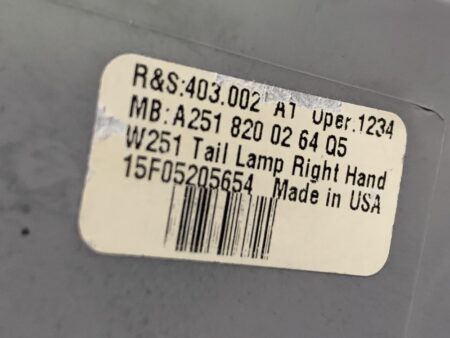 R&S:403.002 A1 Oper.1234
MB:A251 820 02 64 Q5
W251 Tail Lamp Right Hand
15F05205654 Made in USA